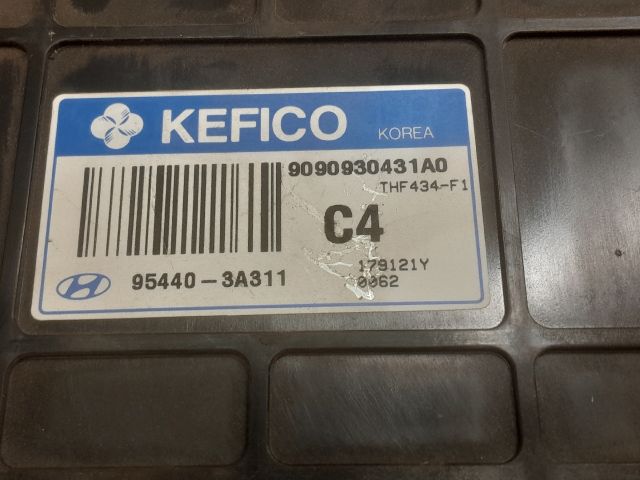 KEFICO KOREA
9090930431A0
THF434-F1
C4
179121Y
0062
95440-3A311